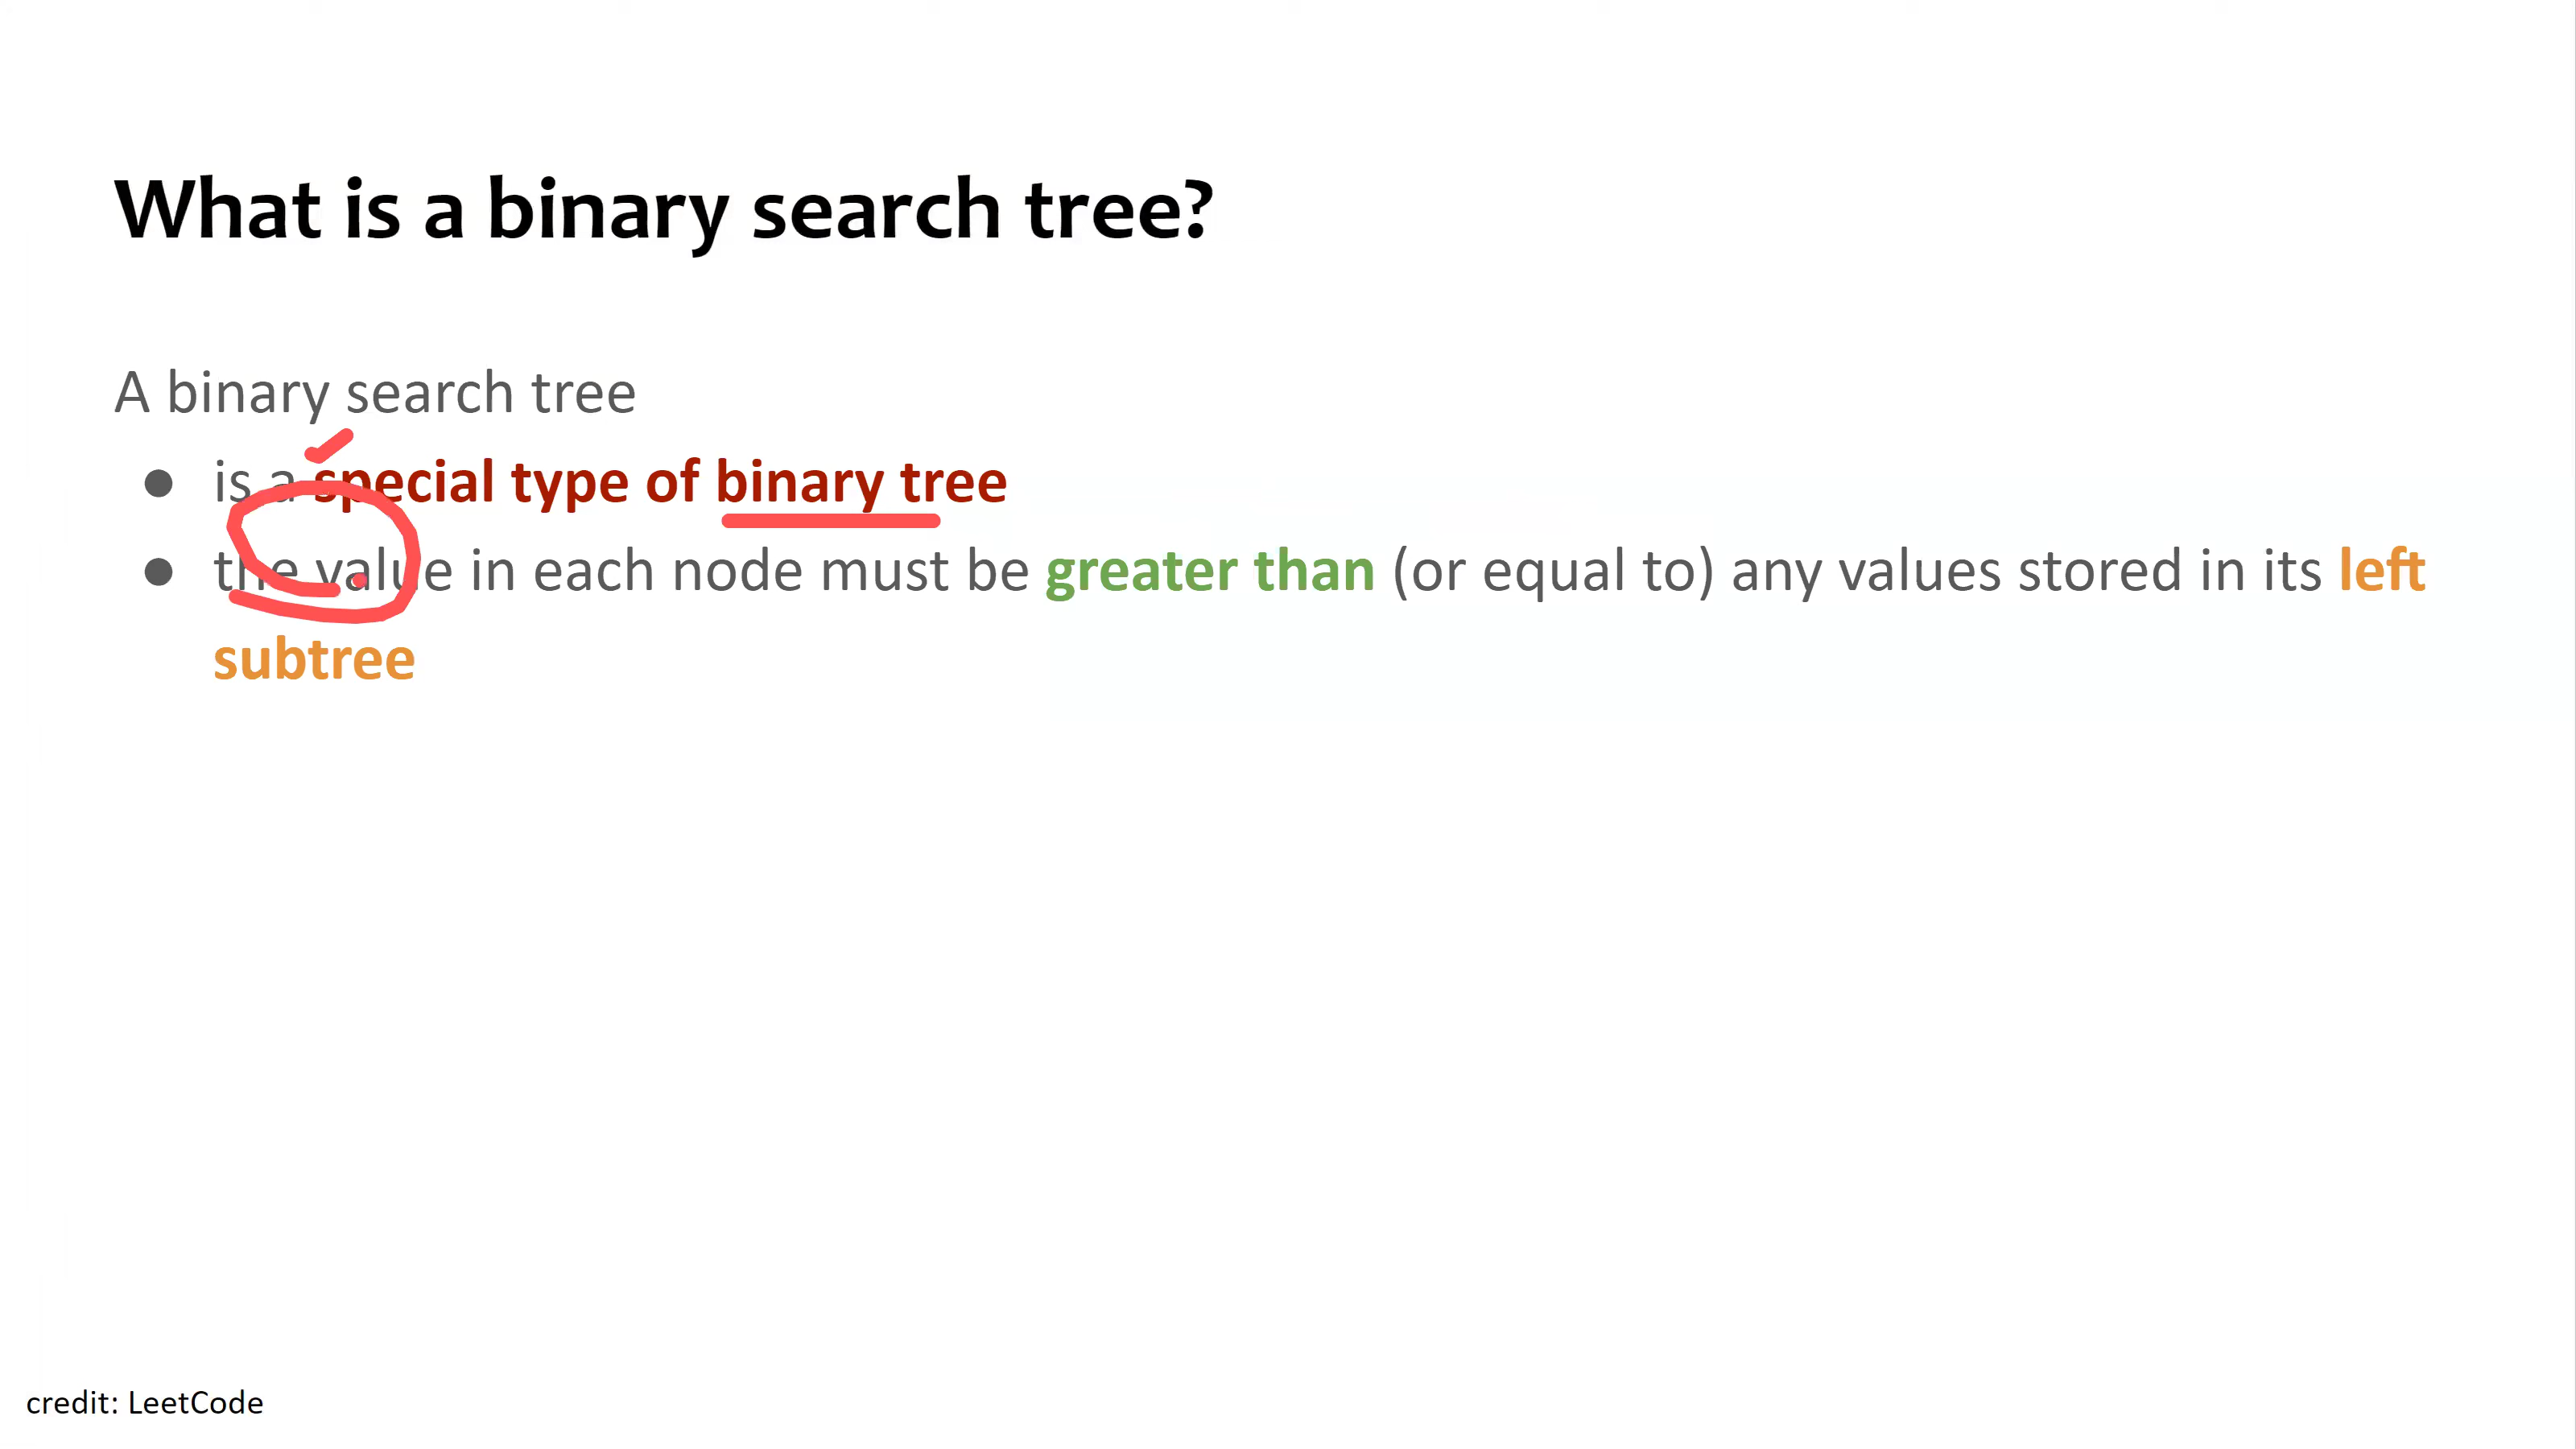 What is a binary search tree?
A binary search tree
● is a special type of binary tree
● the value in each node must be greater than (or equal to) any values stored in its left
subtree
credit: LeetCode